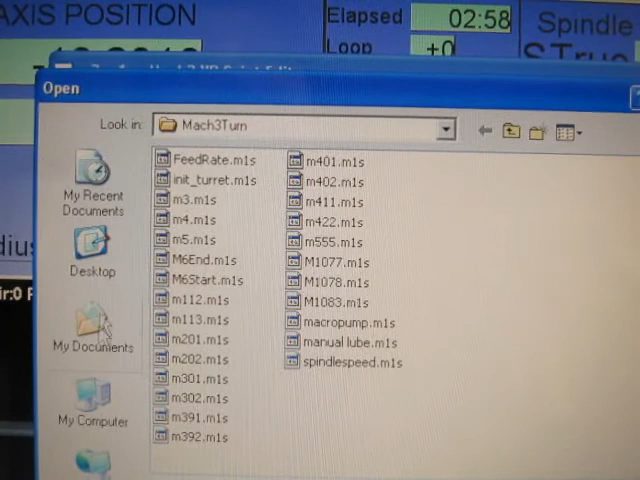 AXIS POSITION
Elapsed 02:58
Spindle
Loop +0
Open
Look in: Mach3Turn
My Recent Documents
Desktop
My Documents
My Computer
FeedRate.m1s
init_turret.m1s
m3.m1s
m4.m1s
m5.m1s
M6End.m1s
M6Start.m1s
m112.m1s
m113.m1s
m201.m1s
m202.m1s
m301.m1s
m302.m1s
m391.m1s
m392.m1s
m401.m1s
m402.m1s
m411.m1s
m422.m1s
m555.m1s
M1077.m1s
M1078.m1s
M1083.m1s
macropump.m1s
manual lube.m1s
spindlespeed.m1s